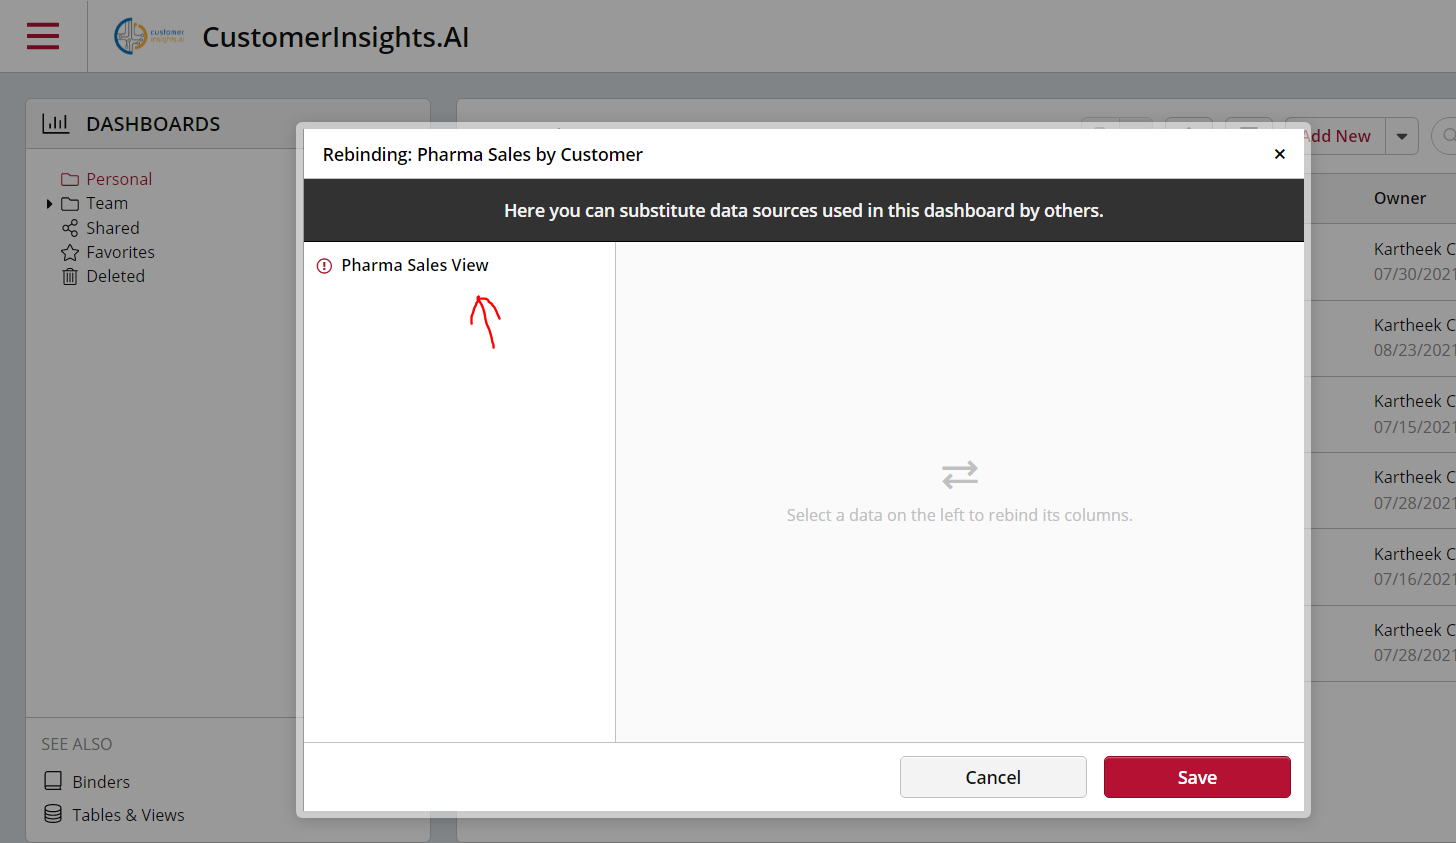 customer
insights.ai
CustomerInsights.AI
DASHBOARDS
Personal
Team
Shared
Favorites
Deleted
SEE ALSO
Binders
Tables & Views
Add New
Owner
Kartheek C
07/30/2021
Kartheek C
08/23/2021
Kartheek C
07/15/2021
Kartheek C
07/28/2021
Kartheek C
07/16/2021
Kartheek C
07/28/2021
Rebinding: Pharma Sales by Customer
Here you can substitute data sources used in this dashboard by others.
Pharma Sales View
Select a data on the left to rebind its columns.
Cancel
Save